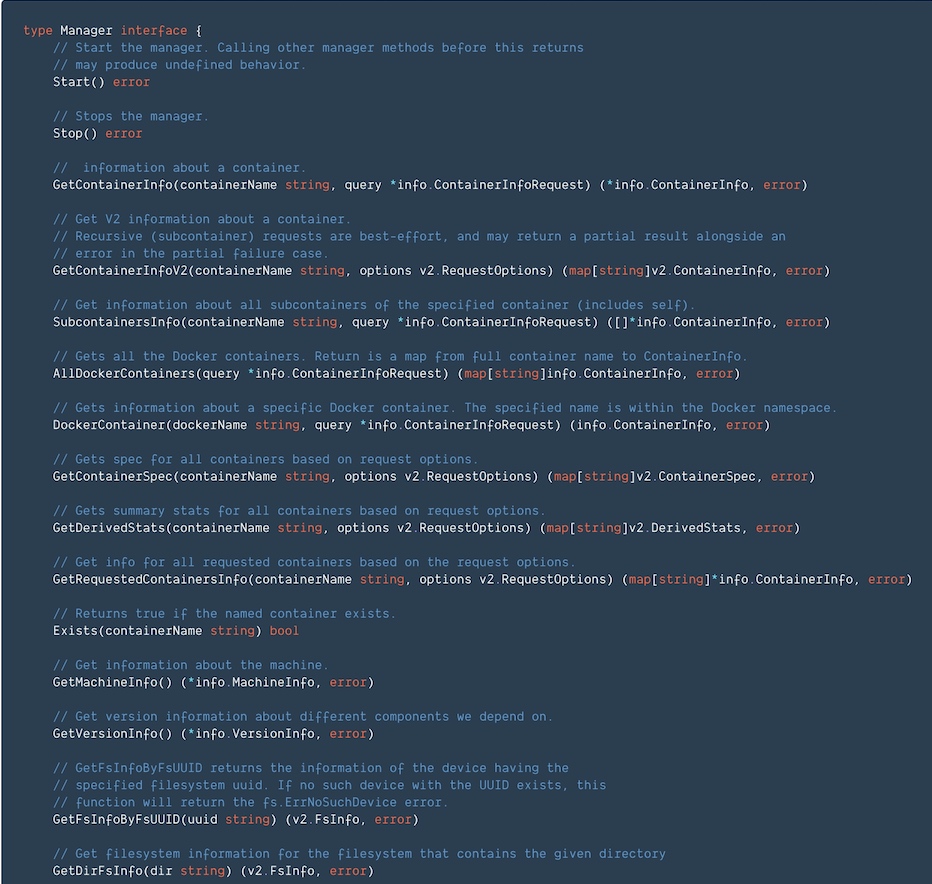 type Manager interface {
    // Start the manager. Calling other manager methods before this returns
    // may produce undefined behavior.
    Start() error

    // Stops the manager.
    Stop() error

    //  information about a container.
    GetContainerInfo(containerName string, query *info.ContainerInfoRequest) (*info.ContainerInfo, error)

    // Get V2 information about a container.
    // Recursive (subcontainer) requests are best-effort, and may return a partial result alongside an
    // error in the partial failure case.
    GetContainerInfoV2(containerName string, options v2.RequestOptions) (map[string]v2.ContainerInfo, error)

    // Get information about all subcontainers of the specified container (includes self).
    SubcontainersInfo(containerName string, query *info.ContainerInfoRequest) ([]*info.ContainerInfo, error)

    // Gets all the Docker containers. Return is a map from full container name to ContainerInfo.
    AllDockerContainers(query *info.ContainerInfoRequest) (map[string]info.ContainerInfo, error)

    // Gets information about a specific Docker container. The specified name is within the Docker namespace.
    DockerContainer(dockerName string, query *info.ContainerInfoRequest) (info.ContainerInfo, error)

    // Gets spec for all containers based on request options.
    GetContainerSpec(containerName string, options v2.RequestOptions) (map[string]v2.ContainerSpec, error)

    // Gets summary stats for all containers based on request options.
    GetDerivedStats(containerName string, options v2.RequestOptions) (map[string]v2.DerivedStats, error)

    // Get info for all requested containers based on the request options.
    GetRequestedContainersInfo(containerName string, options v2.RequestOptions) (map[string]*info.ContainerInfo, error)

    // Returns true if the named container exists.
    Exists(containerName string) bool

    // Get information about the machine.
    GetMachineInfo() (*info.MachineInfo, error)

    // Get version information about different components we depend on.
    GetVersionInfo() (*info.VersionInfo, error)

    // GetFsInfoByFsUUID returns the information of the device having the
    // specified filesystem uuid. If no such device with the UUID exists, this
    // function will return the fs.ErrNoSuchDevice error.
    GetFsInfoByFsUUID(uuid string) (v2.FsInfo, error)

    // Get filesystem information for the filesystem that contains the given directory
    GetDirFsInfo(dir string) (v2.FsInfo, error)